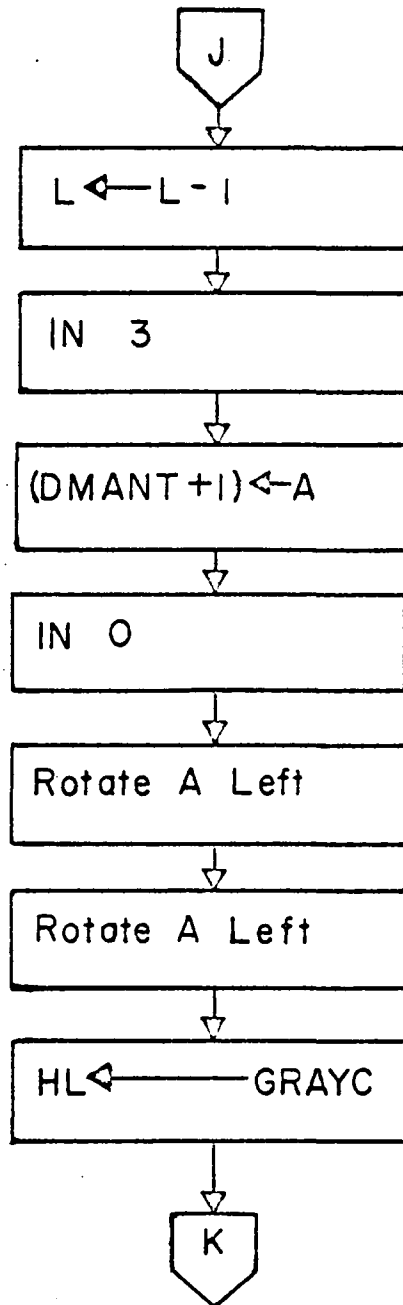 J
L ← L - 1
IN 3
(DMANT+1) ← A
IN 0
Rotate A Left
Rotate A Left
HL ← GRAYC
K